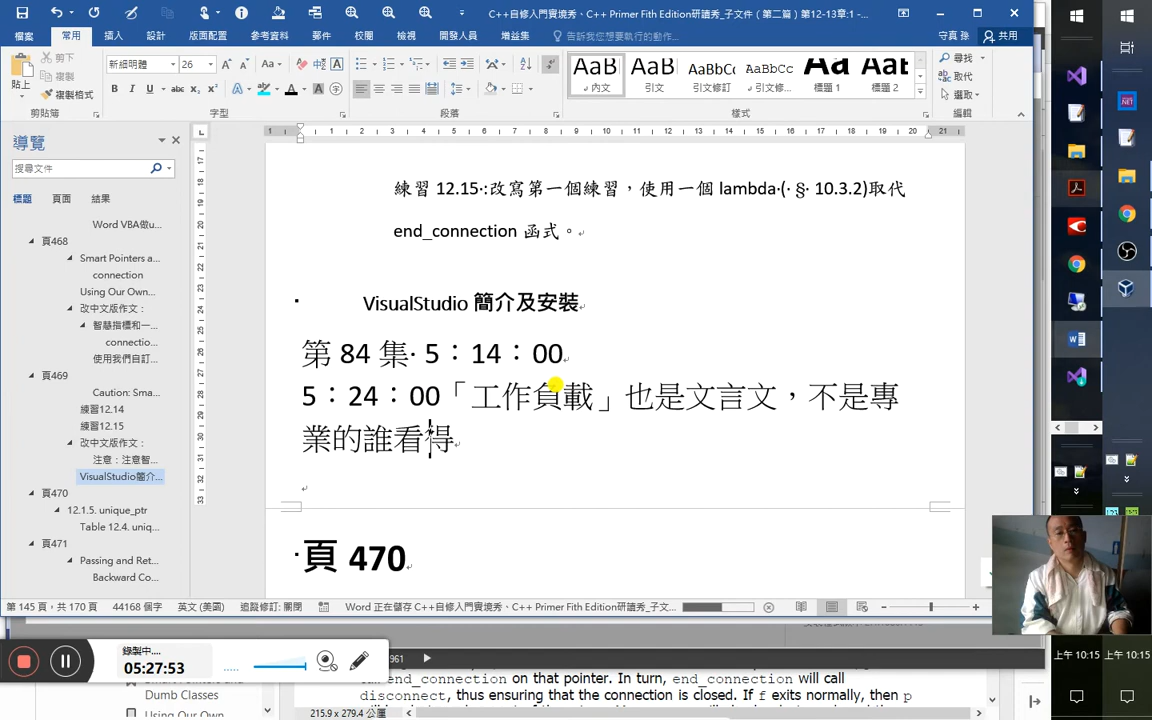 C++自修入門實境秀、C++ Primer Fith Edition研讀秀_子文件（第二篇）第12-13章:1 -...
檔案 常用 插入 設計 版面配置 參考資料 郵件 校閱 檢視 開發人員 增益集 告訴我您想要執行的動作... 守真 孫 共用
剪下
複製
複製格式
貼上
新細明體 26
剪貼簿 字型 段落 樣式 編輯
AaB AaBb AaBbCc AaBbCcDc AaB AaBb
內文 引文 引文修訂 引文修... 標題 1 標題 2
尋找
取代
選取
導覽
搜尋文件
標題 頁面 結果
Word VBA做u...
頁468
Smart Pointers a...
connection
Using Our Own...
改中文版作文：
智慧指標和一...
connectio...
使用我們自訂...
頁469
Caution: Sma...
練習12.14
練習12.15
改中文版作文：
注意：注意智...
VisualStudio簡介...
頁470
12.1.5. unique_ptr
Table 12.4. uniq...
頁471
Passing and Ret...
Backward Co...
練習 12.15·:改寫第一個練習，使用一個 lambda·(·§·10.3.2)取代
end_connection 函式。
VisualStudio 簡介及安裝
第 84 集· 5：14：00
5：24：00「工作負載」也是文言文，不是專
業的誰看得
頁 470
第 145 頁，共 170 頁 44168 個字 英文 (美國) 追蹤修訂: 關閉 Word 正在儲存 C++自修入門實境秀、C++ Primer Fith Edition研讀秀_子文...
錄製中...
05:27:53
961
end_connection on that pointer. In turn, end_connection will call
disconnect, thus ensuring that the connection is closed. If f exits normally, then p
Dumb Classes
Using Our Own
215.9 x 279.4 公釐
上午 10:15 上午 10:15